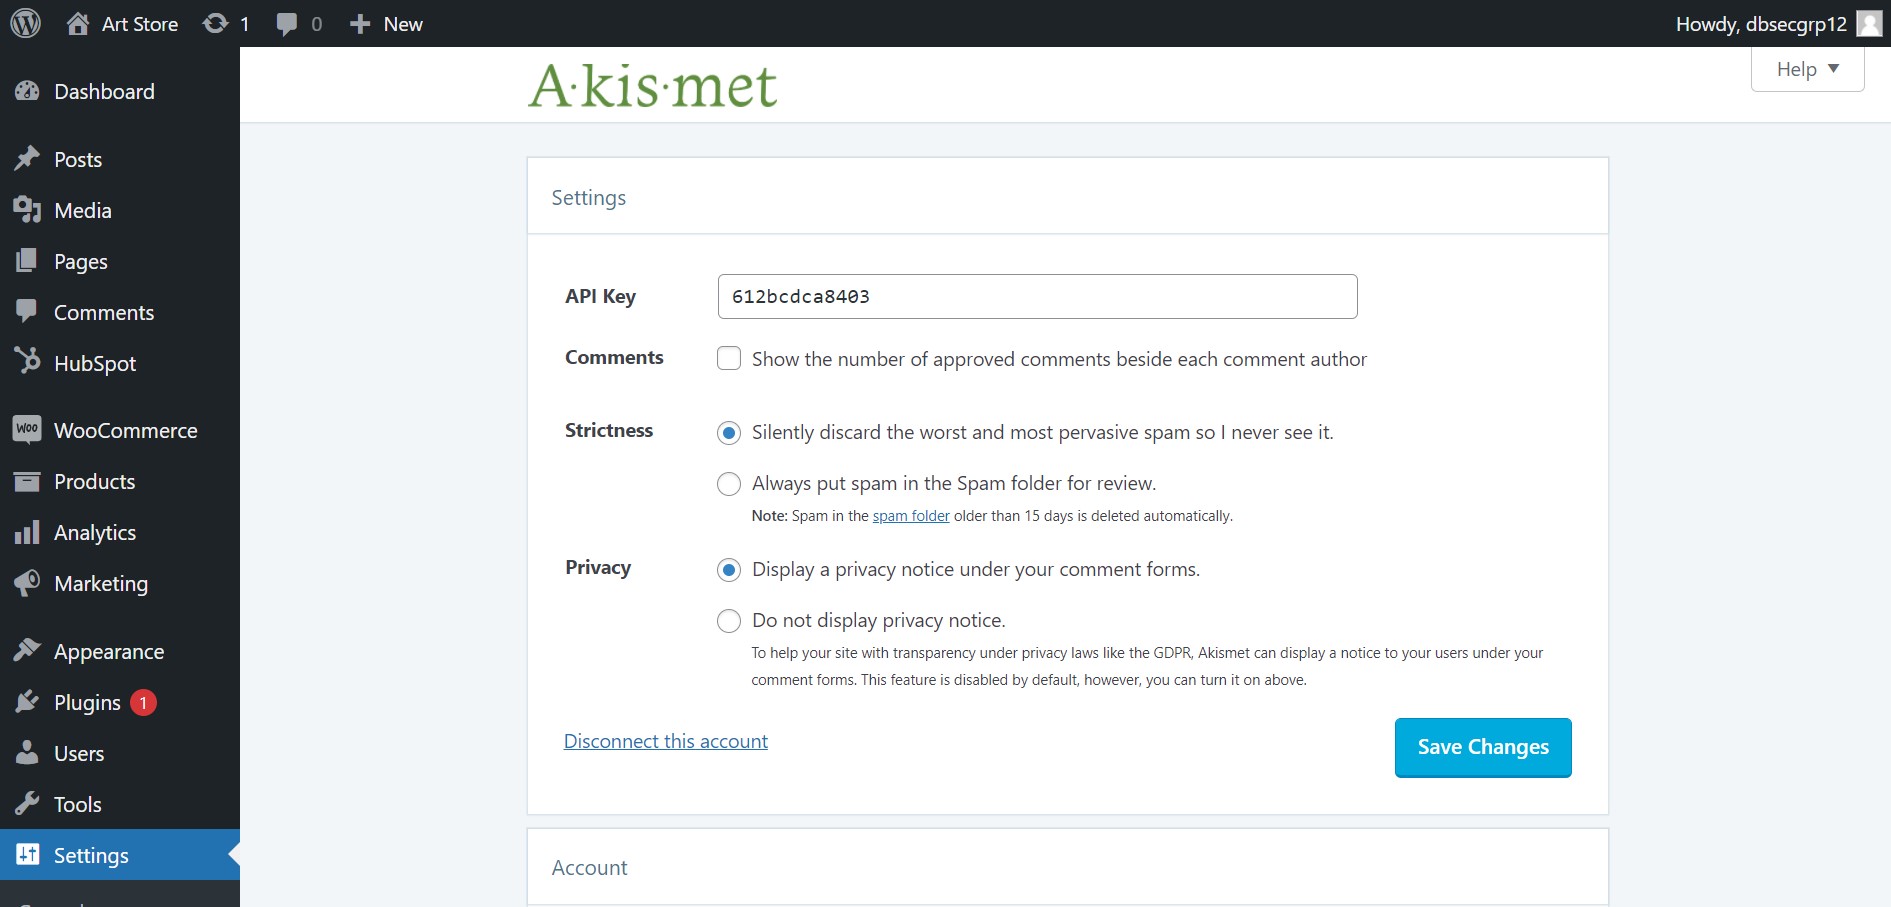 Art Store 1 0 New Howdy, dbsecgrp12
Help
A·kis·met
Dashboard
Posts
Media
Pages
Comments
HubSpot
Woo WooCommerce
Products
Analytics
Marketing
Appearance
Plugins 1
Users
Tools
Settings
Settings
API Key 612bcdca8403
Comments Show the number of approved comments beside each comment author
Strictness Silently discard the worst and most pervasive spam so I never see it.
Always put spam in the Spam folder for review.
Note: Spam in the spam folder older than 15 days is deleted automatically.
Privacy Display a privacy notice under your comment forms.
Do not display privacy notice.
To help your site with transparency under privacy laws like the GDPR, Akismet can display a notice to your users under your
comment forms. This feature is disabled by default, however, you can turn it on above.
Disconnect this account Save Changes
Account